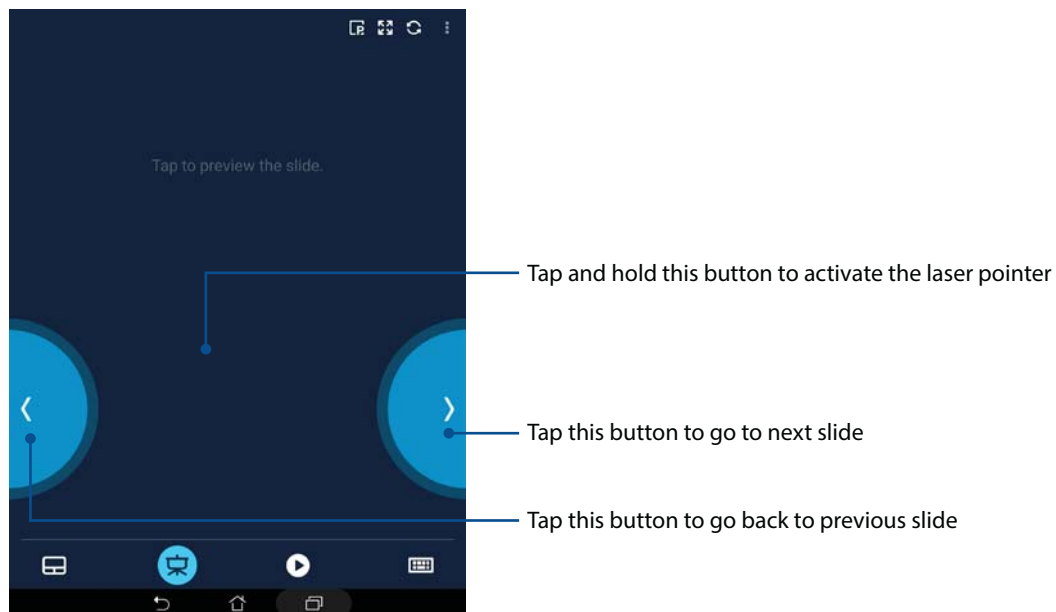 Tap to preview the slide.
Tap and hold this button to activate the laser pointer
Tap this button to go to next slide
Tap this button to go back to previous slide